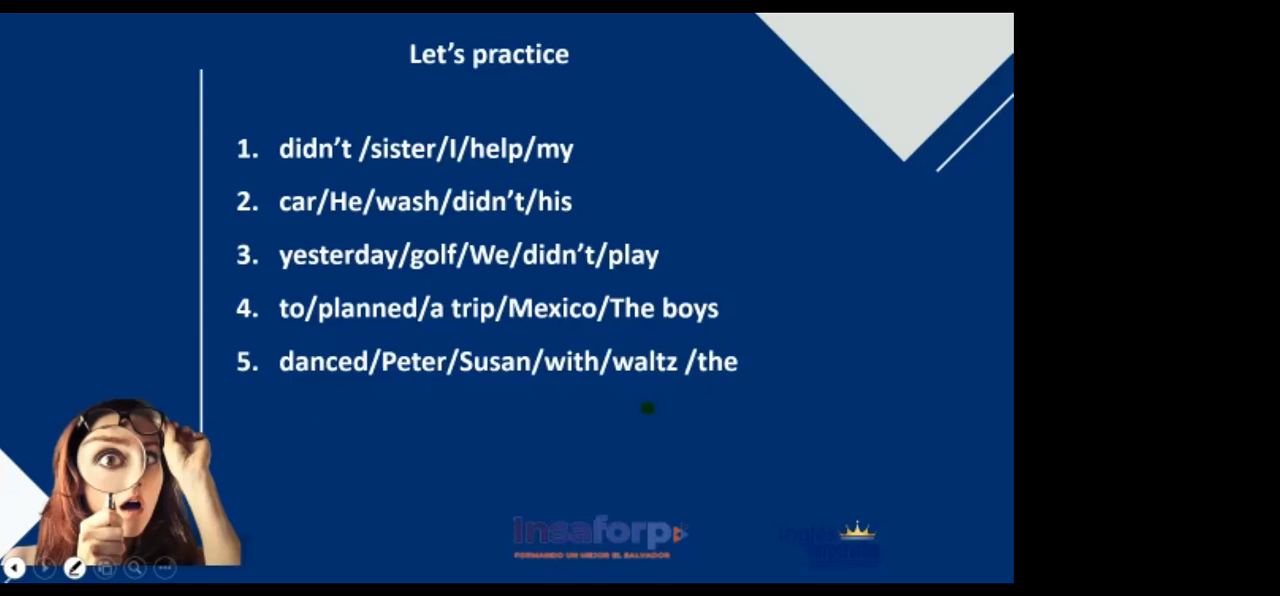 Let's practice
1. didn't /sister/I/help/my
2. car/He/wash/didn't/his
3. yesterday/golf/We/didn't/play
4. to/planned/a trip/Mexico/The boys
5. danced/Peter/Susan/with/waltz /the
Insaforp
FORMANDO UN MEJOR EL SALVADOR
Inglés